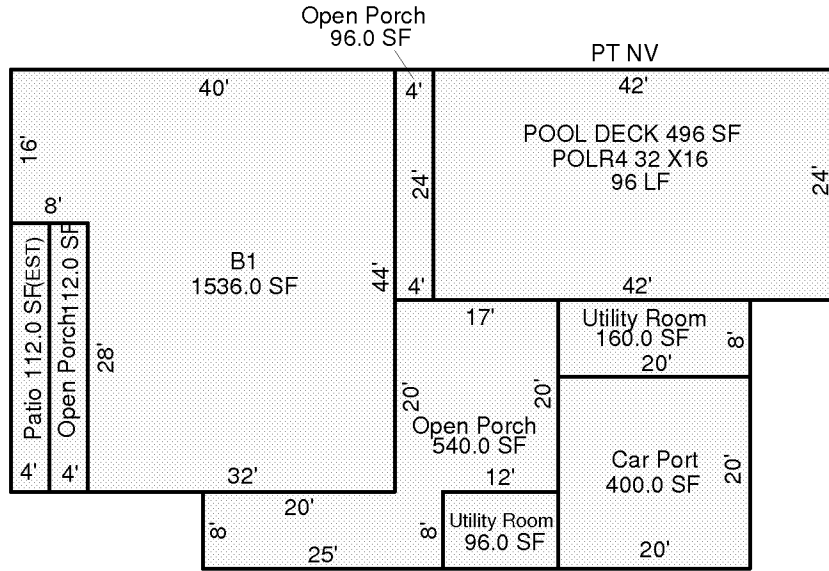 Open Porch
96.0 SF
PT NV
40'
4'
42'
16'
POOL DECK 496 SF
POLR4 32 X16
96 LF
24'
24'
8'
Patio 112.0 SF(EST)
Open Porch112.0 SF
B1
1536.0 SF
44'
4'
42'
17'
Utility Room
160.0 SF
8'
20'
28'
20'
20'
Open Porch
540.0 SF
Car Port
400.0 SF
20'
4'
4'
32'
12'
20'
8'
8'
Utility Room
96.0 SF
25'
20'